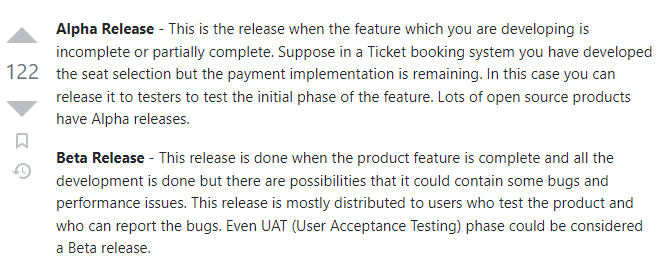 Alpha Release - This is the release when the feature which you are developing is
incomplete or partially complete. Suppose in a Ticket booking system you have developed
the seat selection but the payment implementation is remaining. In this case you can
release it to testers to test the initial phase of the feature. Lots of open source products
have Alpha releases.
122
Beta Release - This release is done when the product feature is complete and all the
development is done but there are possibilities that it could contain some bugs and
performance issues. This release is mostly distributed to users who test the product and
who can report the bugs. Even UAT (User Acceptance Testing) phase could be considered
a Beta release.